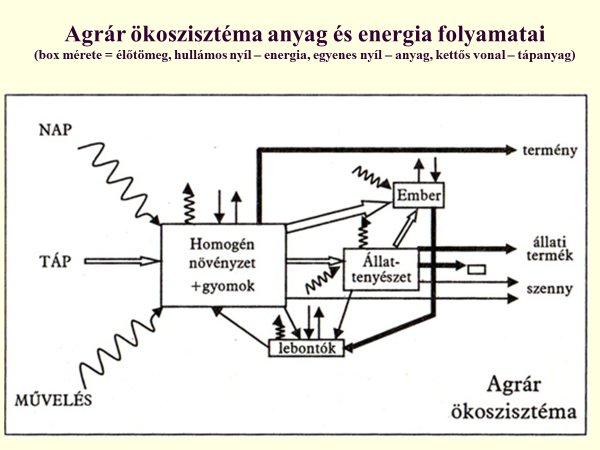 Agrár ökoszisztéma anyag és energia folyamatai
(box mérete = élőtömeg, hullámos nyíl – energia, egyenes nyíl – anyag, kettős vonal – tápanyag)
NAP
termény
Ember
Homogén
növényzet
+gyomok
TÁP
Állat-
tenyészet
állati
termék
szenny
lebontók
MŰVELÉS
Agrár
ökoszisztéma